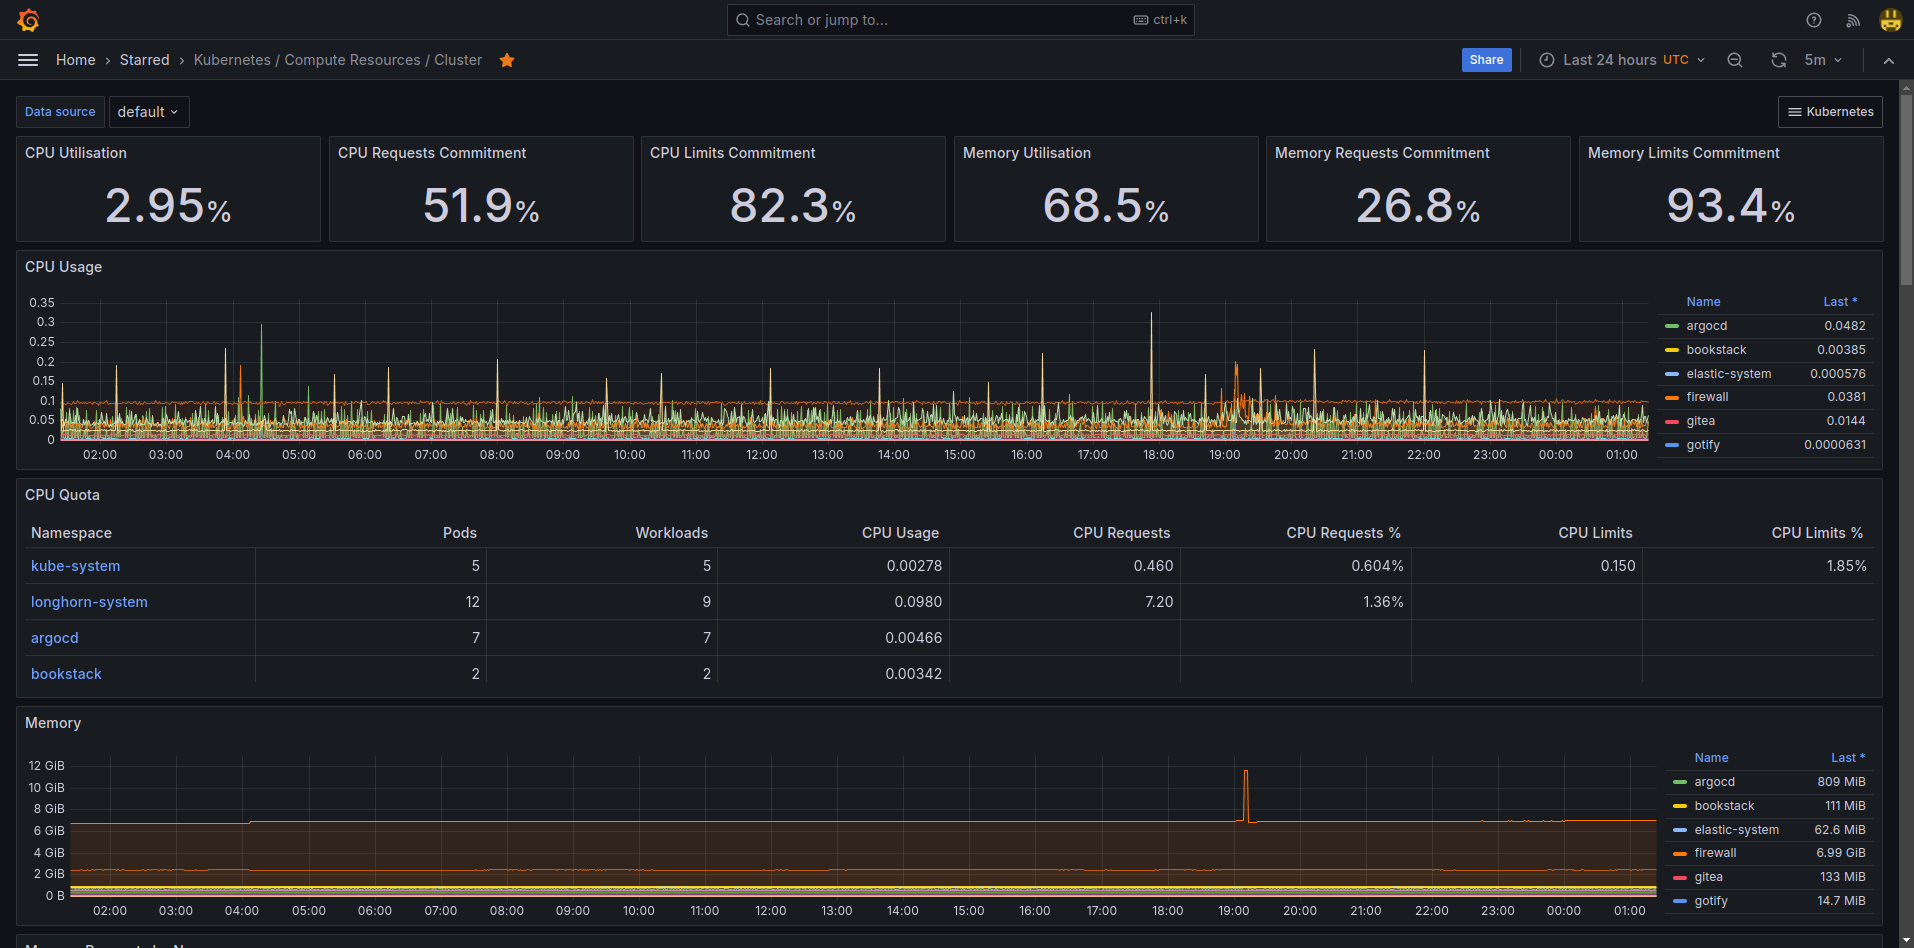 Search or jump to... ctrl+k
Home › Starred › Kubernetes / Compute Resources / Cluster Share Last 24 hours UTC 5m
Data source default Kubernetes
CPU Utilisation CPU Requests Commitment CPU Limits Commitment Memory Utilisation Memory Requests Commitment Memory Limits Commitment
2.95% 51.9% 82.3% 68.5% 26.8% 93.4%
CPU Usage
0.35
0.3
0.25
0.2
0.15
0.1
0.05
0
02:00 03:00 04:00 05:00 06:00 07:00 08:00 09:00 10:00 11:00 12:00 13:00 14:00 15:00 16:00 17:00 18:00 19:00 20:00 21:00 22:00 23:00 00:00 01:00
Name Last *
argocd 0.0482
bookstack 0.00385
elastic-system 0.000576
firewall 0.0381
gitea 0.0144
gotify 0.0000631
CPU Quota
Namespace Pods Workloads CPU Usage CPU Requests CPU Requests % CPU Limits CPU Limits %
kube-system 5 5 0.00278 0.460 0.604% 0.150 1.85%
longhorn-system 12 9 0.0980 7.20 1.36%
argocd 7 7 0.00466
bookstack 2 2 0.00342
Memory
12 GiB
10 GiB
8 GiB
6 GiB
4 GiB
2 GiB
0 B
02:00 03:00 04:00 05:00 06:00 07:00 08:00 09:00 10:00 11:00 12:00 13:00 14:00 15:00 16:00 17:00 18:00 19:00 20:00 21:00 22:00 23:00 00:00 01:00
Name Last *
argocd 809 MiB
bookstack 111 MiB
elastic-system 62.6 MiB
firewall 6.99 GiB
gitea 133 MiB
gotify 14.7 MiB